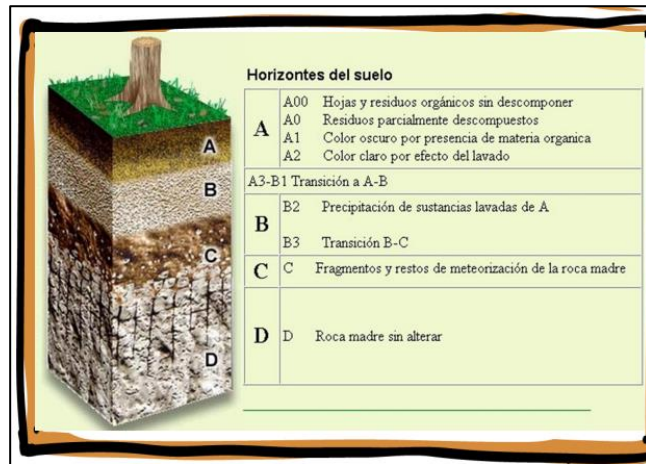 Horizontes del suelo
A
A00 Hojas y residuos orgánicos sin descomponer
A0 Residuos parcialmente descompuestos
A1 Color oscuro por presencia de materia organica
A2 Color claro por efecto del lavado
A3-B1 Transición a A-B
B
B2 Precipitación de sustancias lavadas de A
B3 Transición B-C
C C Fragmentos y restos de meteorización de la roca madre
D D Roca madre sin alterar
A
B
C
D